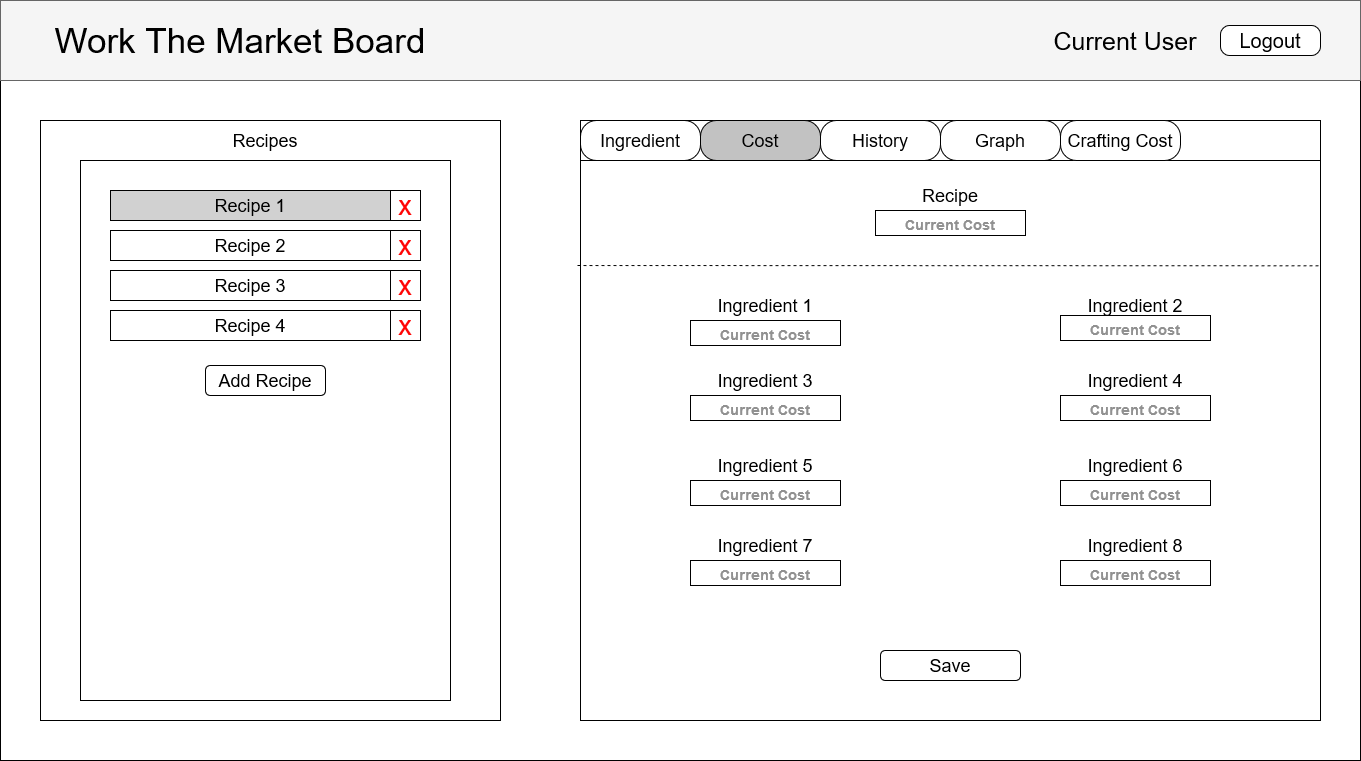 Work The Market Board
Current User
Logout
Recipes
Recipe 1 X
Recipe 2 X
Recipe 3 X
Recipe 4 X
Add Recipe
Ingredient Cost History Graph Crafting Cost
Recipe
Current Cost
Ingredient 1
Current Cost
Ingredient 2
Current Cost
Ingredient 3
Current Cost
Ingredient 4
Current Cost
Ingredient 5
Current Cost
Ingredient 6
Current Cost
Ingredient 7
Current Cost
Ingredient 8
Current Cost
Save